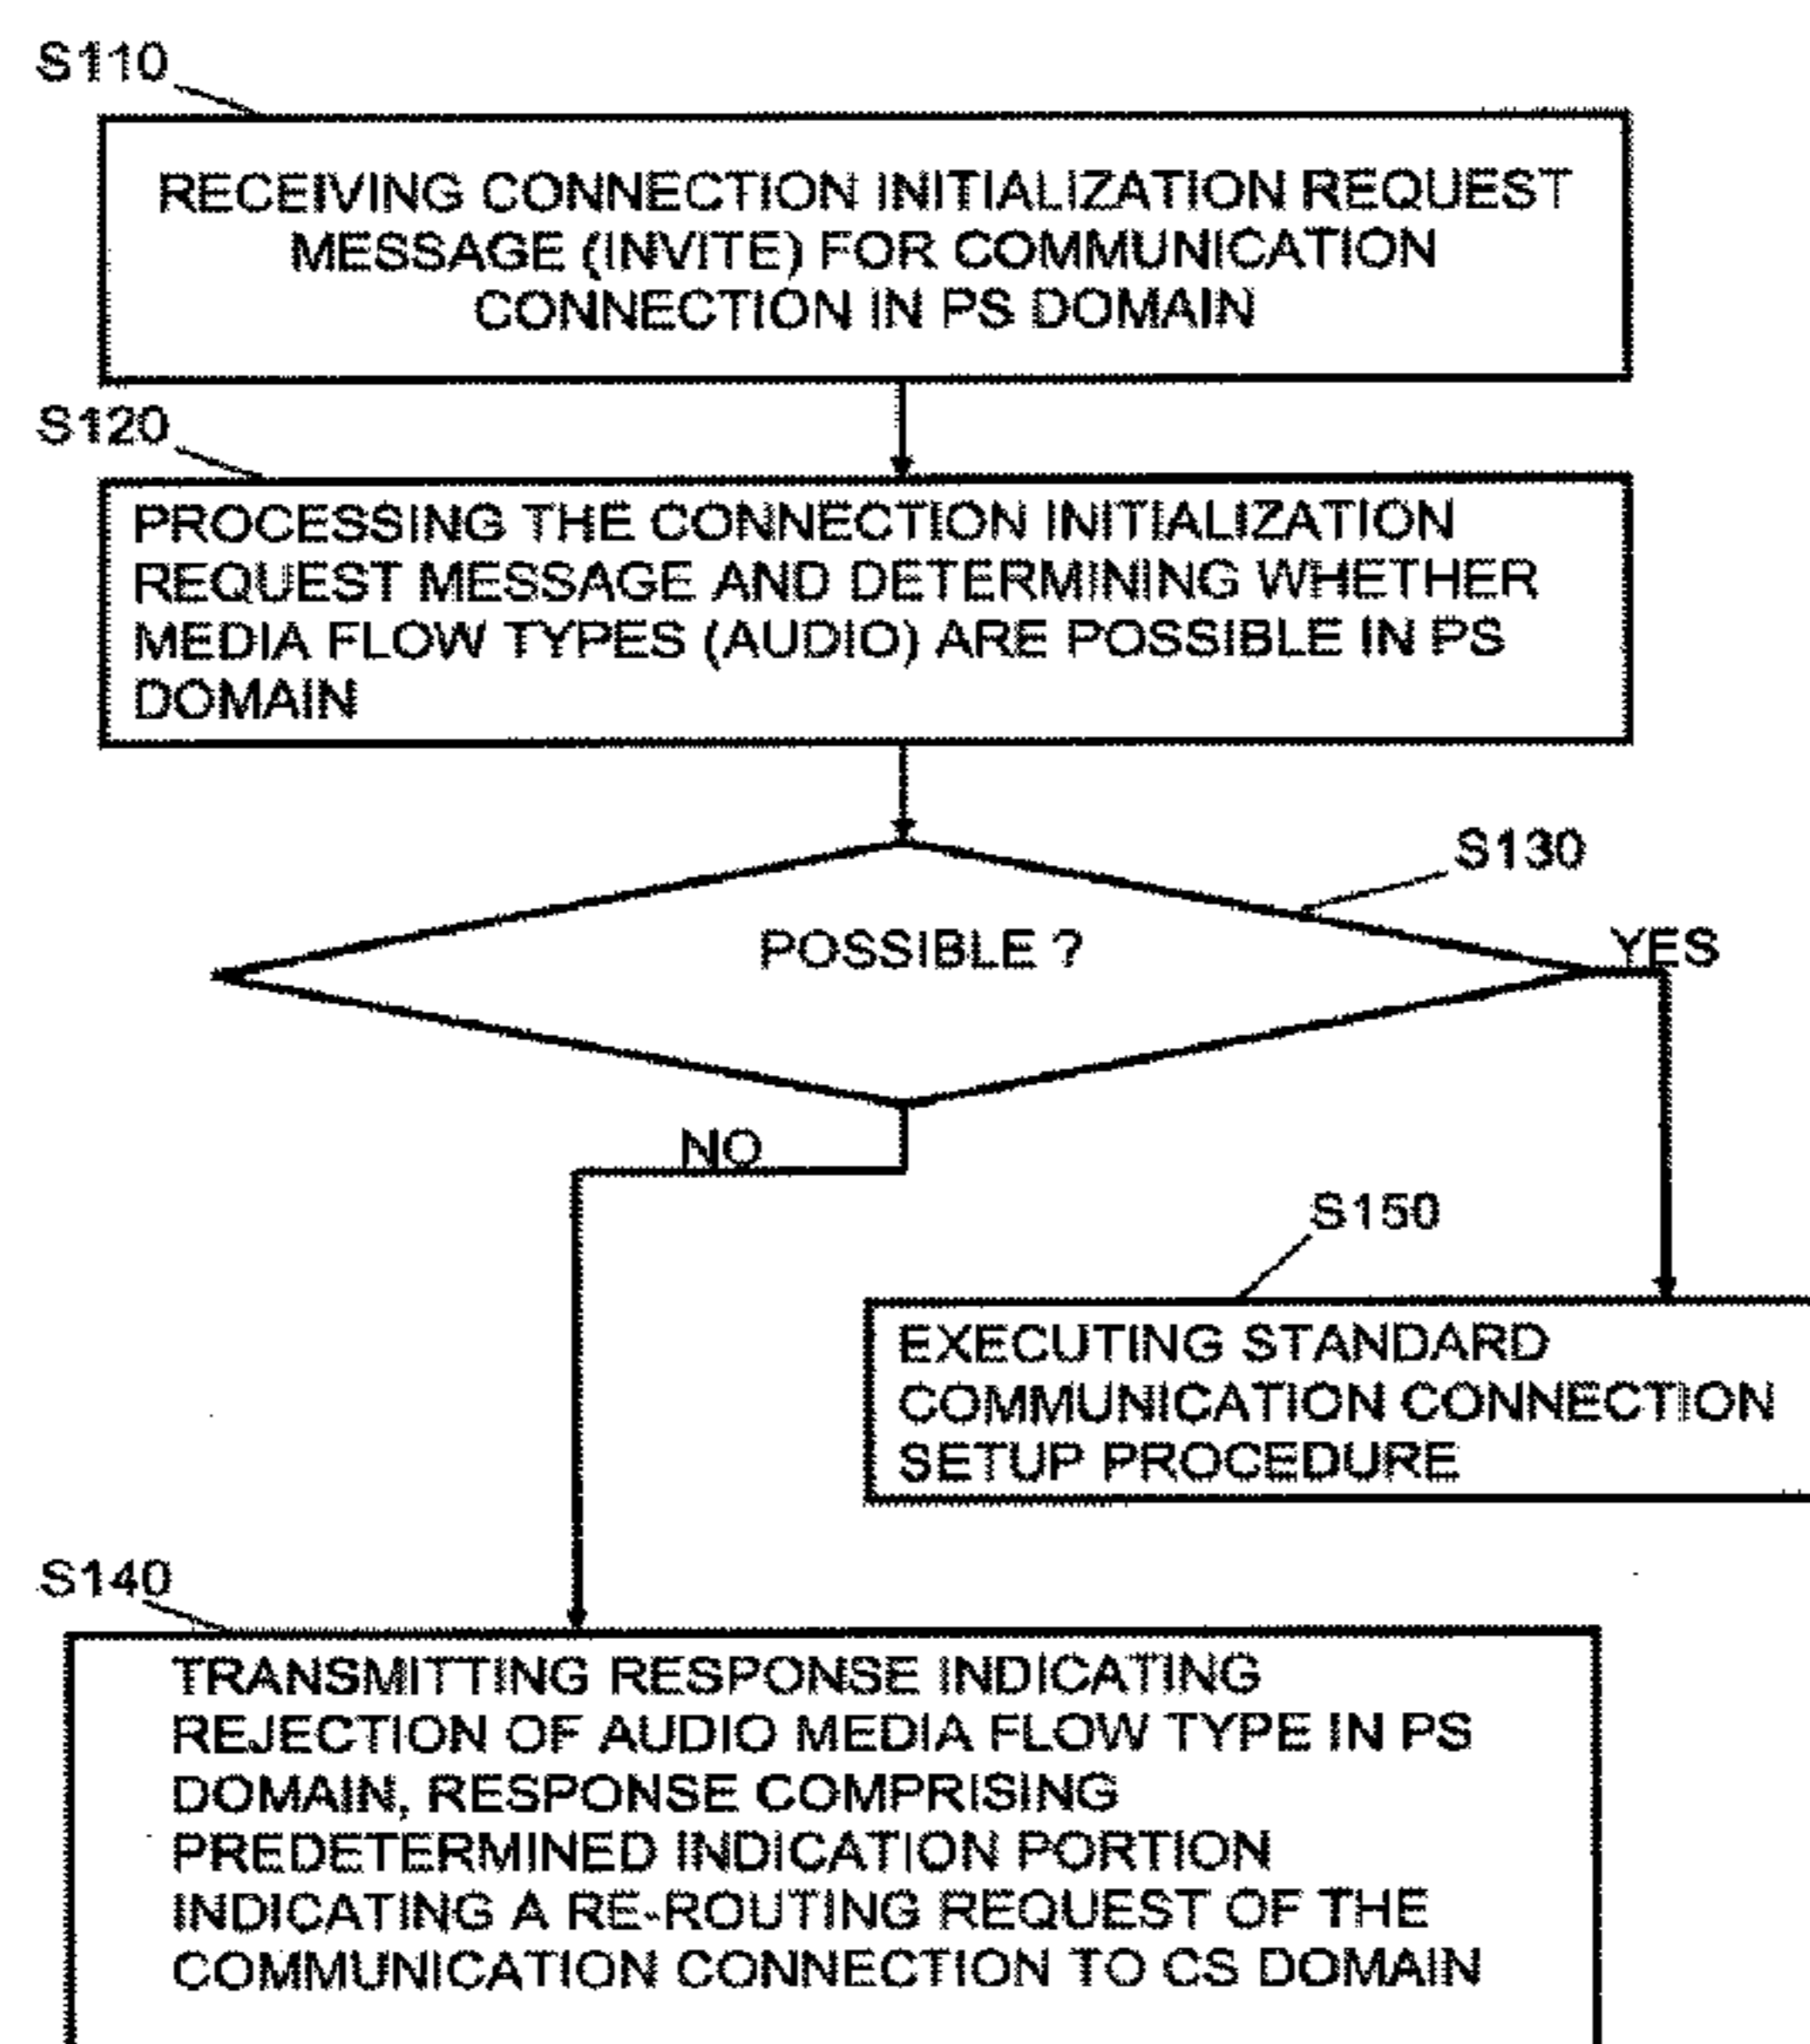 S110
RECEIVING CONNECTION INITIALIZATION REQUEST
MESSAGE (INVITE) FOR COMMUNICATION
CONNECTION IN PS DOMAIN
S120
PROCESSING THE CONNECTION INITIALIZATION
REQUEST MESSAGE AND DETERMINING WHETHER
MEDIA FLOW TYPES (AUDIO) ARE POSSIBLE IN PS
DOMAIN
S130
POSSIBLE ?
YES
NO
S150
EXECUTING STANDARD
COMMUNICATION CONNECTION
SETUP PROCEDURE
S140
TRANSMITTING RESPONSE INDICATING
REJECTION OF AUDIO MEDIA FLOW TYPE IN PS
DOMAIN, RESPONSE COMPRISING
PREDETERMINED INDICATION PORTION
INDICATING A RE-ROUTING REQUEST OF THE
COMMUNICATION CONNECTION TO CS DOMAIN